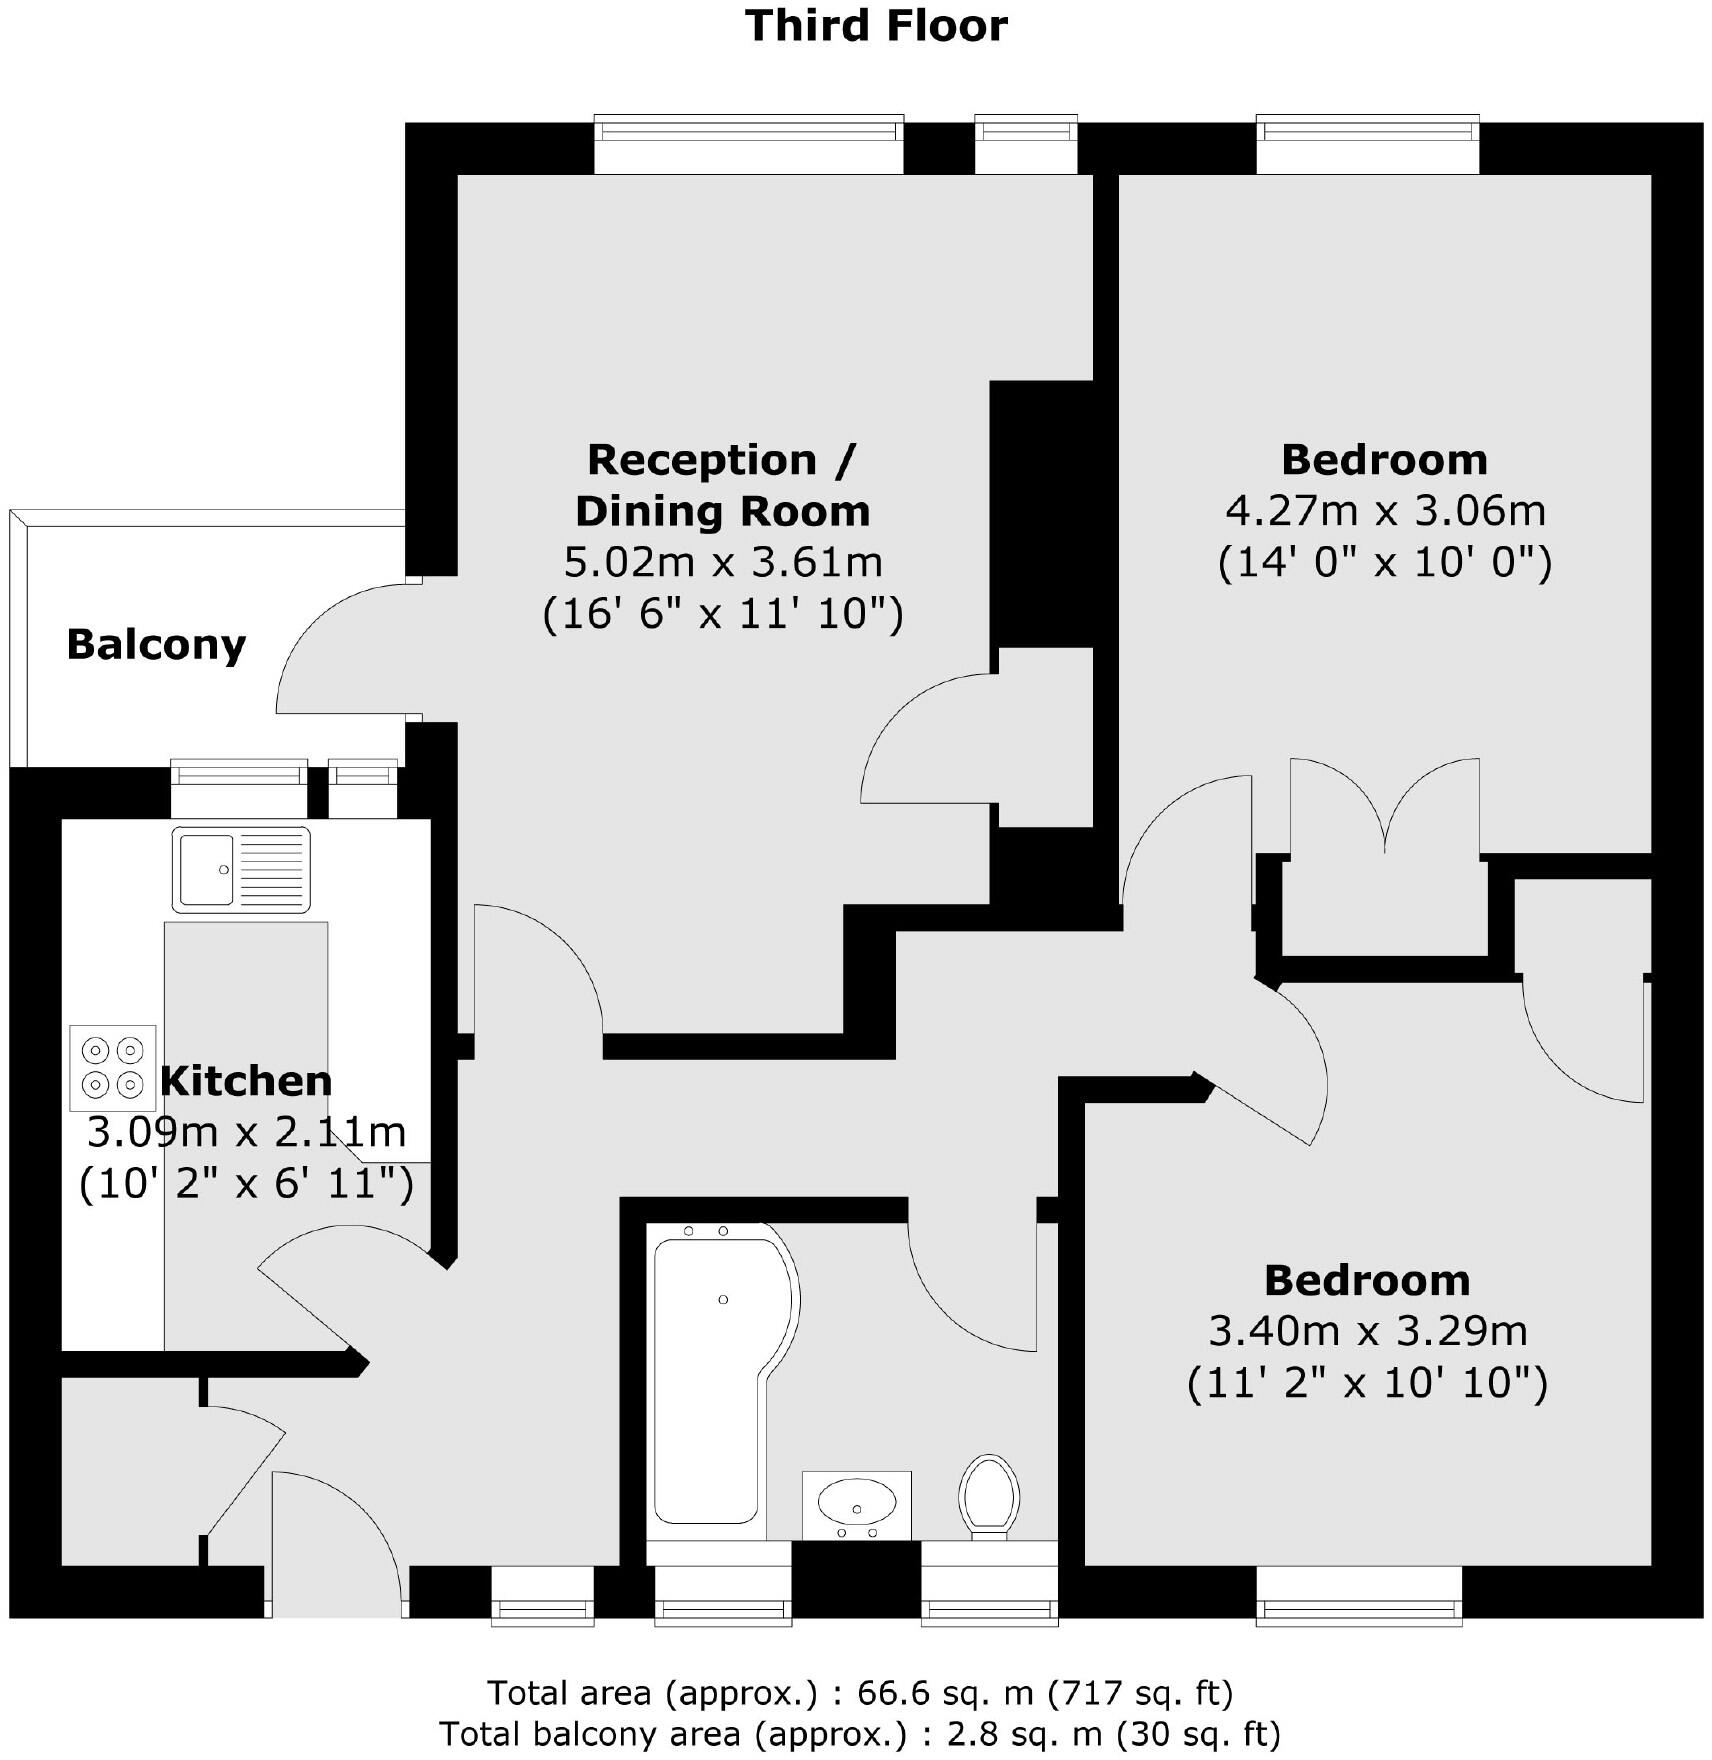 Third Floor
Reception /
Dining Room
5.02m x 3.61m
(16' 6" x 11' 10")
Bedroom
4.27m x 3.06m
(14' 0" x 10' 0")
Balcony
Kitchen
3.09m x 2.11m
(10' 2" x 6' 11")
Bedroom
3.40m x 3.29m
(11' 2" x 10' 10")
Total area (approx.) : 66.6 sq. m (717 sq. ft)
Total balcony area (approx.) : 2.8 sq. m (30 sq. ft)